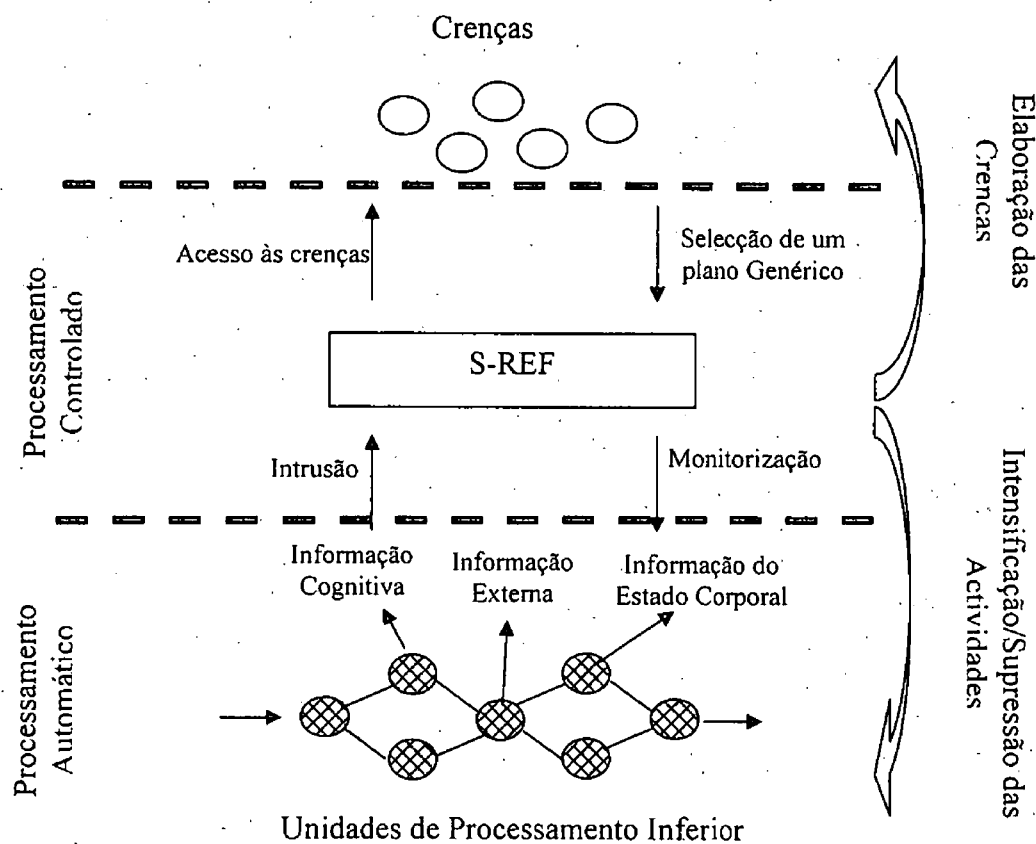 Crenças
Elaboração das
Crencas
Acesso às crenças
Selecção de um
plano Genérico
Processamento
Controlado
S-REF
Intrusão
Monitorização
Intensificação/Supressão das
Actividades
Informação
Cognitiva
Informação
Externa
Informação do
Estado Corporal
Processamento
Automático
Unidades de Processamento Inferior